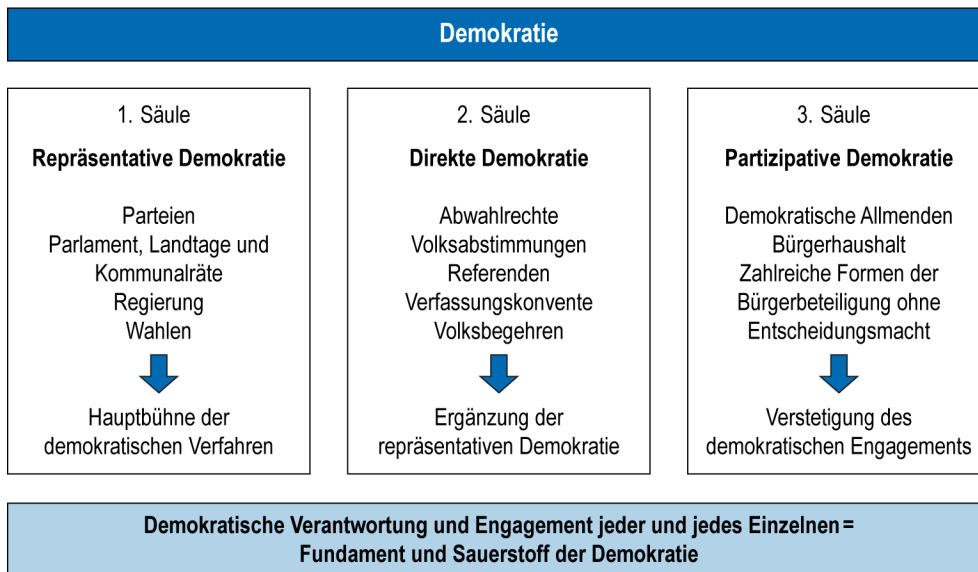 Demokratie
1. Säule
Repräsentative Demokratie
Parteien
Parlament, Landtage und
Kommunalräte
Regierung
Wahlen
Hauptbühne der
demokratischen Verfahren
2. Säule
Direkte Demokratie
Abwahlrechte
Volksabstimmungen
Referenden
Verfassungskonvente
Volksbegehren
Ergänzung der
repräsentativen Demokratie
3. Säule
Partizipative Demokratie
Demokratische Allmenden
Bürgerhaushalt
Zahlreiche Formen der
Bürgerbeteiligung ohne
Entscheidungsmacht
Verstetigung des
demokratischen Engagements
Demokratische Verantwortung und Engagement jeder und jedes Einzelnen =
Fundament und Sauerstoff der Demokratie